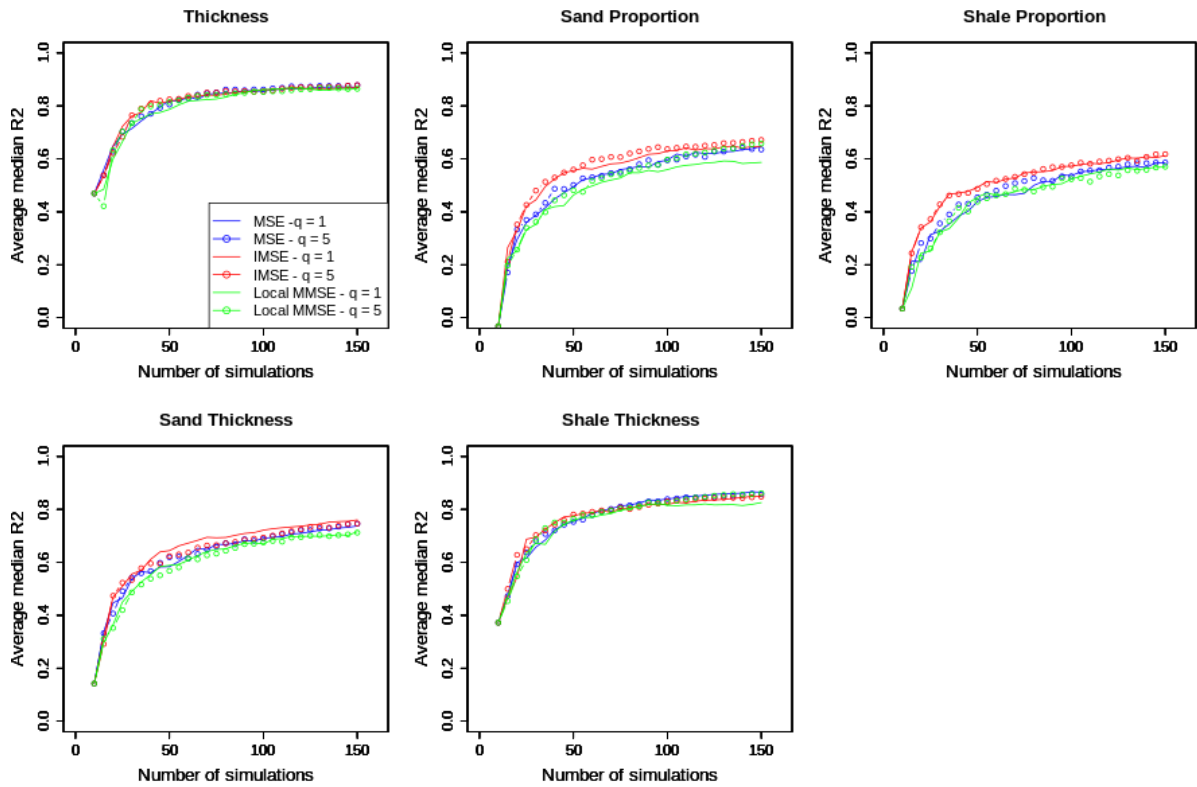 Thickness
Average median R2
0.0 0.2 0.4 0.6 0.8 1.0
MSE -q = 1
MSE - q = 5
IMSE - q = 1
IMSE - q = 5
Local MMSE - q = 1
Local MMSE - q = 5
0 50 100 150
Number of simulations
Sand Proportion
Average median R2
0.0 0.2 0.4 0.6 0.8 1.0
0 50 100 150
Number of simulations
Shale Proportion
Average median R2
0.0 0.2 0.4 0.6 0.8 1.0
0 50 100 150
Number of simulations
Sand Thickness
Average median R2
0.0 0.2 0.4 0.6 0.8 1.0
0 50 100 150
Number of simulations
Shale Thickness
Average median R2
0.0 0.2 0.4 0.6 0.8 1.0
0 50 100 150
Number of simulations